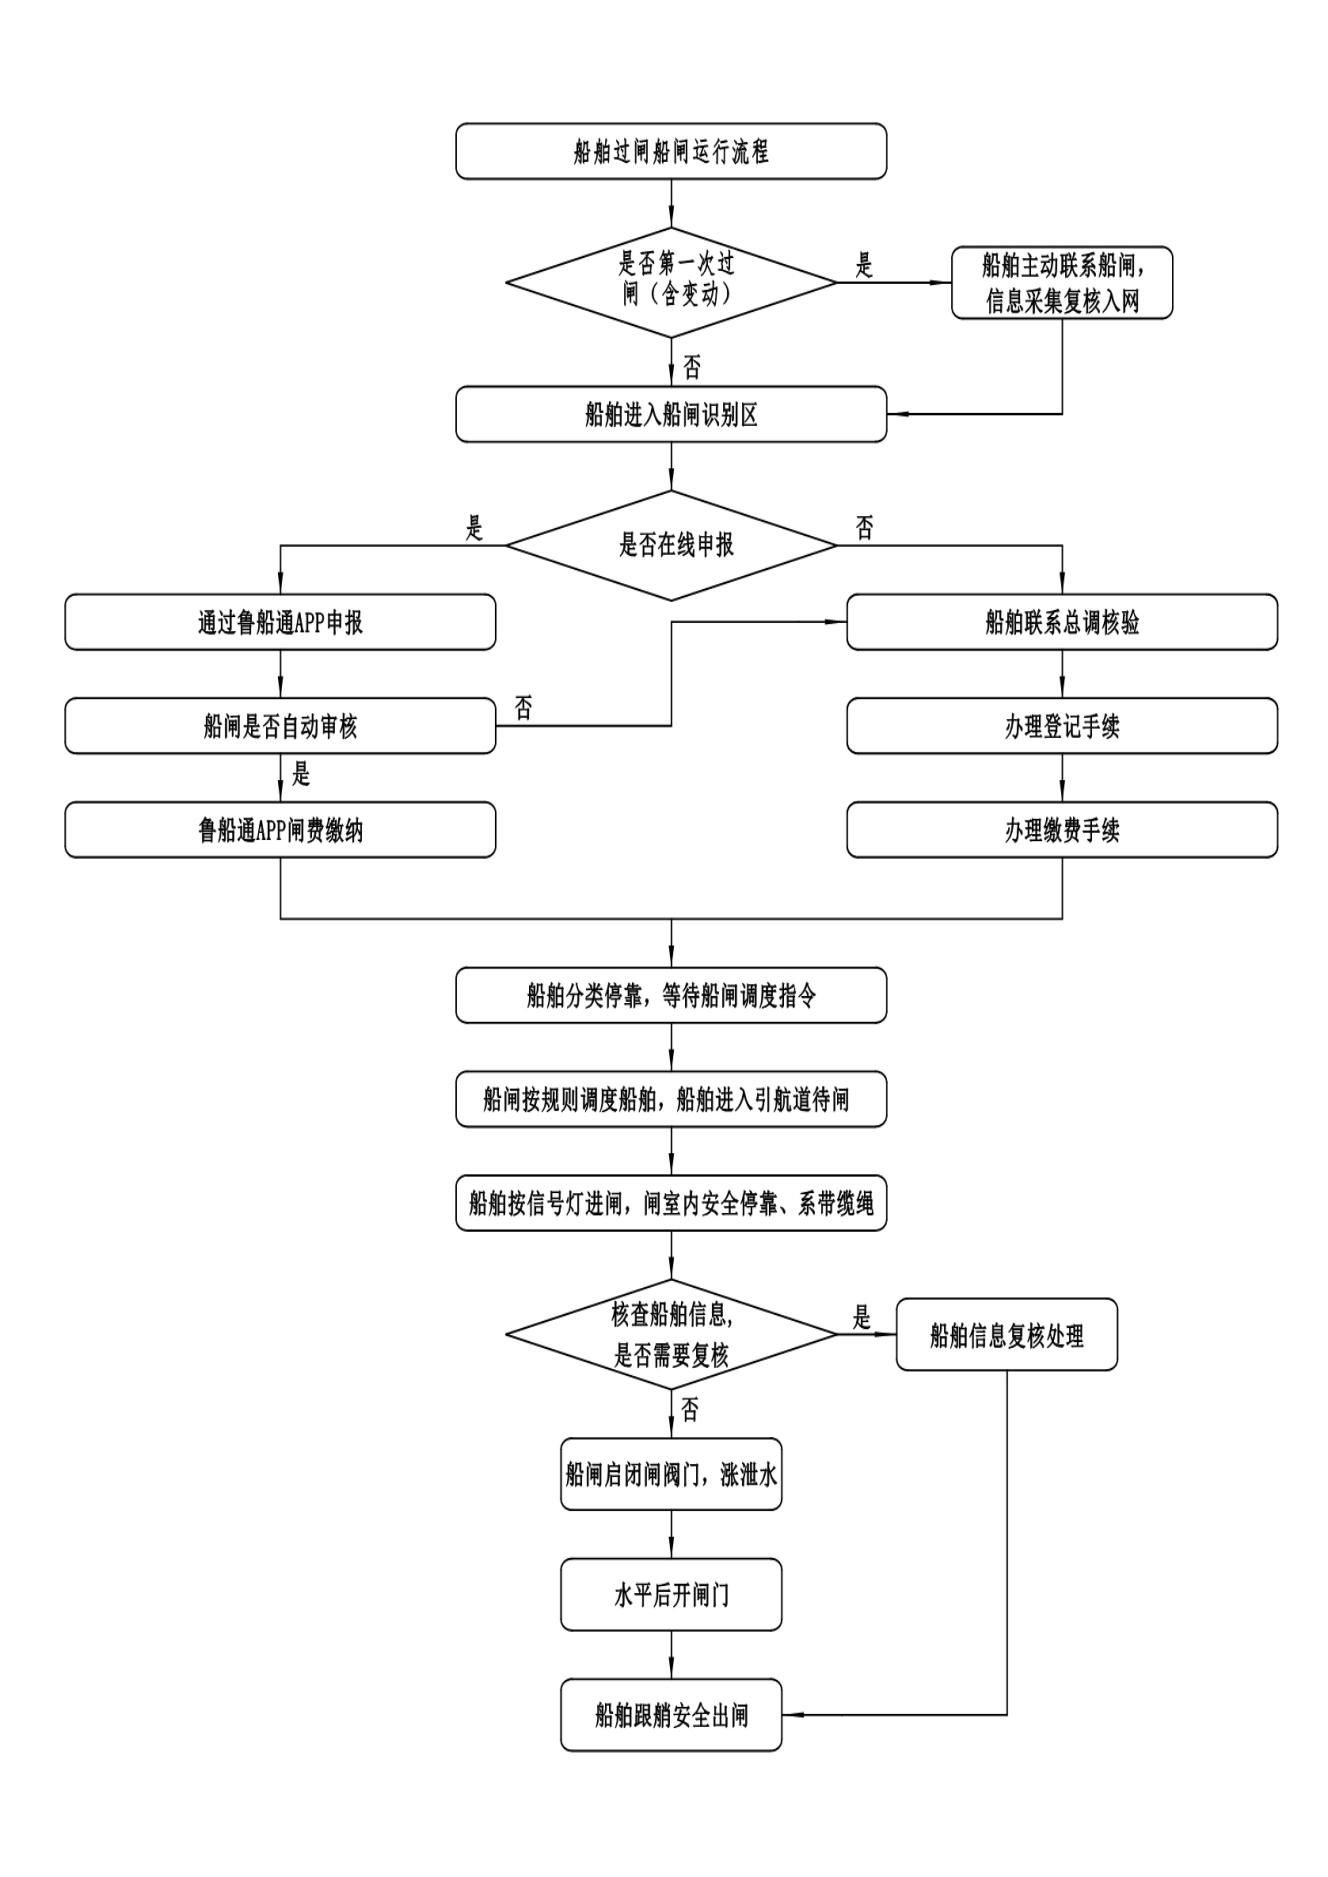 船舶过闸船闸运行流程
是否第一次过
闸（含变动）
是
船舶主动联系船闸，
信息采集复核入网
否
船舶进入船闸识别区
是
是否在线申报
否
通过鲁船通APP申报
船舶联系总调核验
船闸是否自动审核
否
办理登记手续
是
鲁船通APP闸费缴纳
办理缴费手续
船舶分类停靠，等待船闸调度指令
船闸按规则调度船舶，船舶进入引航道待闸
船舶按信号灯进闸，闸室内安全停靠、系带缆绳
核查船舶信息，
是否需要复核
是
船舶信息复核处理
否
船闸启闭闸阀门，涨泄水
水平后开闸门
船舶跟艄安全出闸